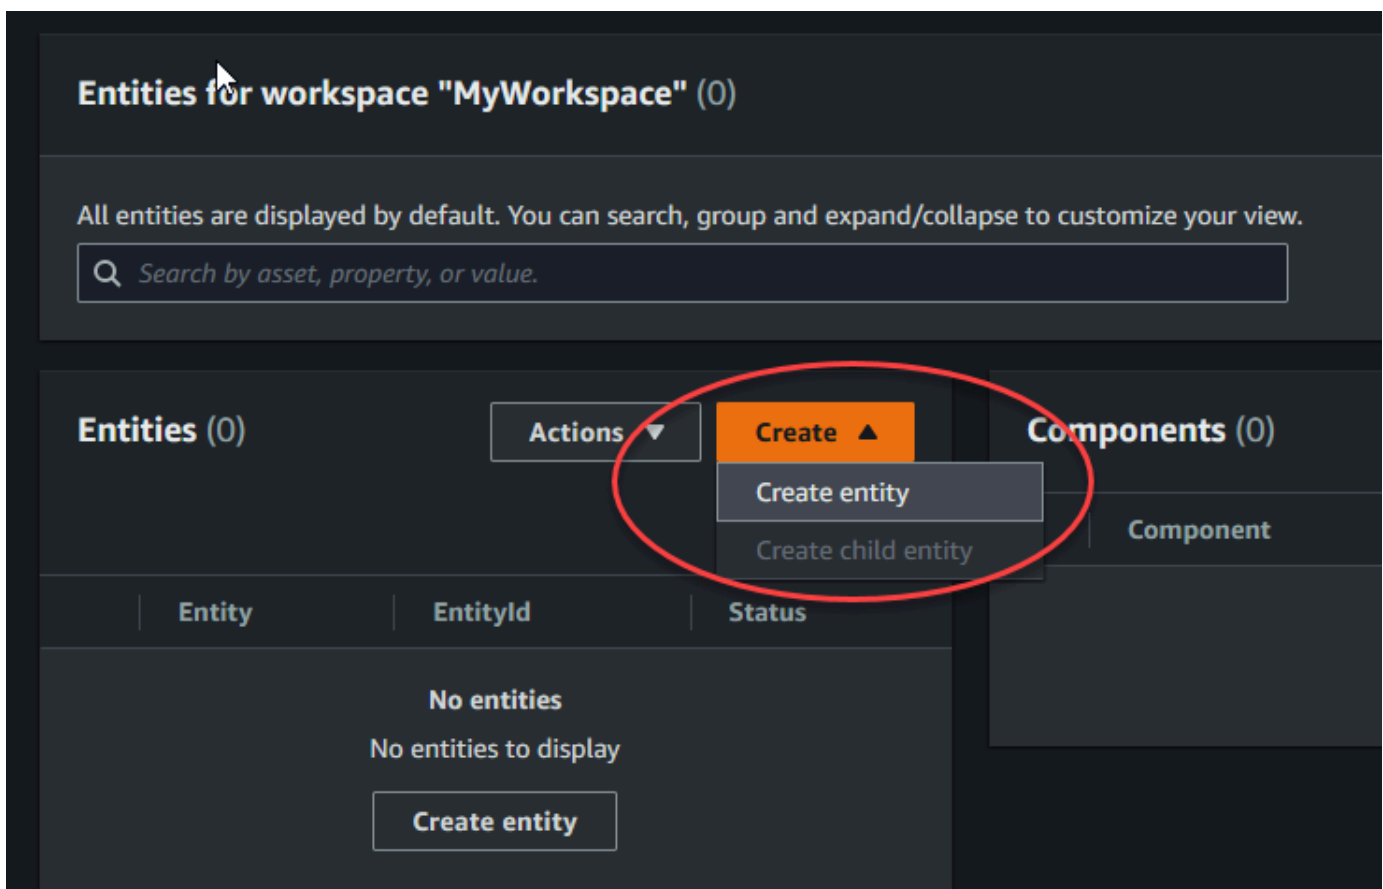 Entities for workspace "MyWorkspace" (0)
All entities are displayed by default. You can search, group and expand/collapse to customize your view.
Search by asset, property, or value.
Entities (0)
Actions
Create
Create entity
Create child entity
Entity
EntityId
Status
No entities
No entities to display
Create entity
Components (0)
Component